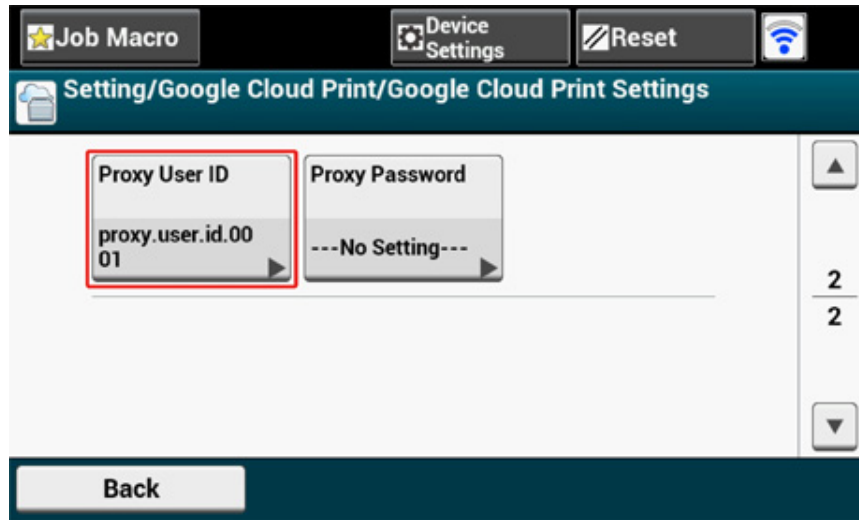 Job Macro
Device
Settings
Reset
Setting/Google Cloud Print/Google Cloud Print Settings
Proxy User ID
proxy.user.id.00
01
Proxy Password
---No Setting---
2
2
Back